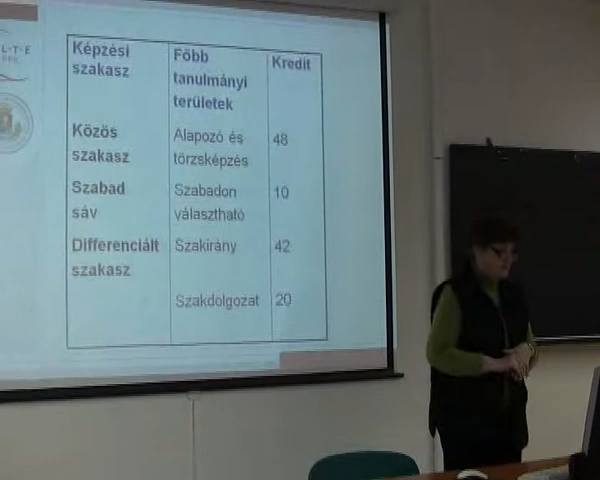 L·T·E
Képzési szakasz | Főbb tanulmányi területek | Kredit
Közös szakasz | Alapozó és törzsképzés | 48
Szabad sáv | Szabadon választható | 10
Differenciált szakasz | Szakirány | 42
Szakdolgozat | 20